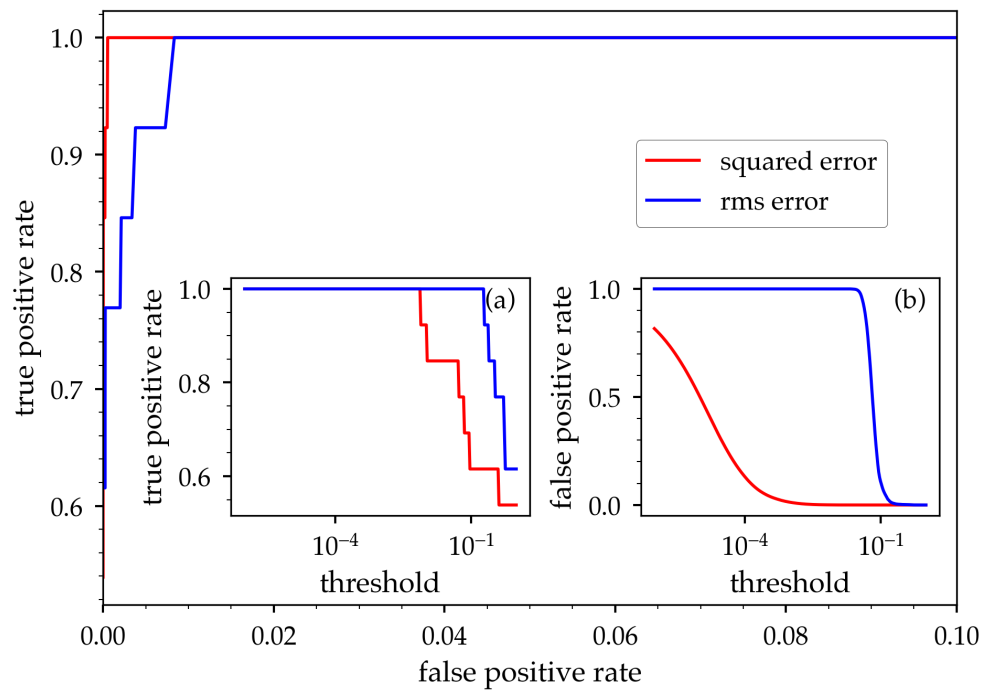 1.0
0.9
0.8
0.7
0.6
true positive rate
squared error
rms error
1.0
0.8
0.6
true positive rate
(a)
10⁻⁴
10⁻¹
threshold
1.0
0.5
0.0
false positive rate
(b)
10⁻⁴
10⁻¹
threshold
0.00
0.02
0.04
0.06
0.08
0.10
false positive rate